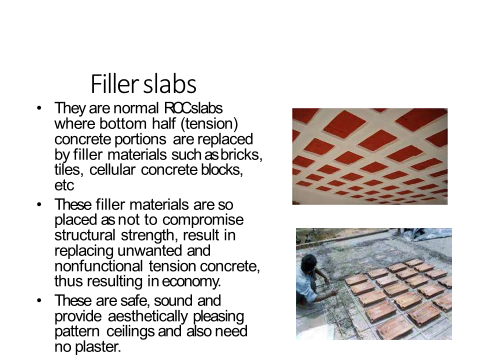 Filler slabs
• They are normal RCC slabs
where bottom half (tension)
concrete portions are replaced
by filler materials such as bricks,
tiles, cellular concrete blocks,
etc
• These filler materials are so
placed as not to compromise
structural strength, result in
replacing unwanted and
nonfunctional tension concrete,
thus resulting in economy.
• These are safe, sound and
provide aesthetically pleasing
pattern ceilings and also need
no plaster.